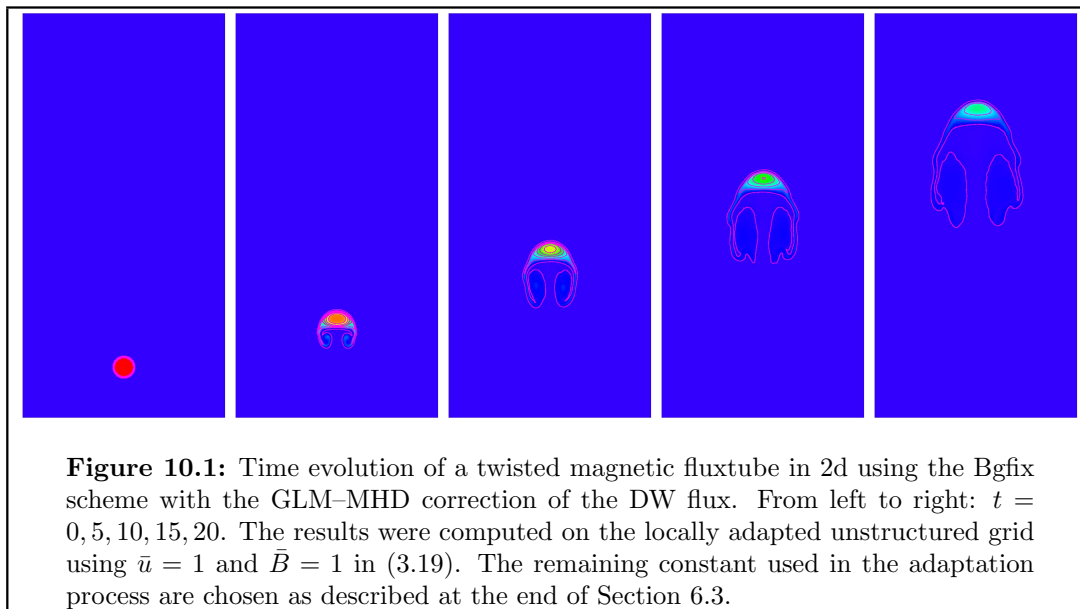 Figure 10.1: Time evolution of a twisted magnetic fluxtube in 2d using the Bgfix
scheme with the GLM–MHD correction of the DW flux. From left to right: t =
0, 5, 10, 15, 20. The results were computed on the locally adapted unstructured grid
using ū = 1 and B̄ = 1 in (3.19). The remaining constant used in the adaptation
process are chosen as described at the end of Section 6.3.